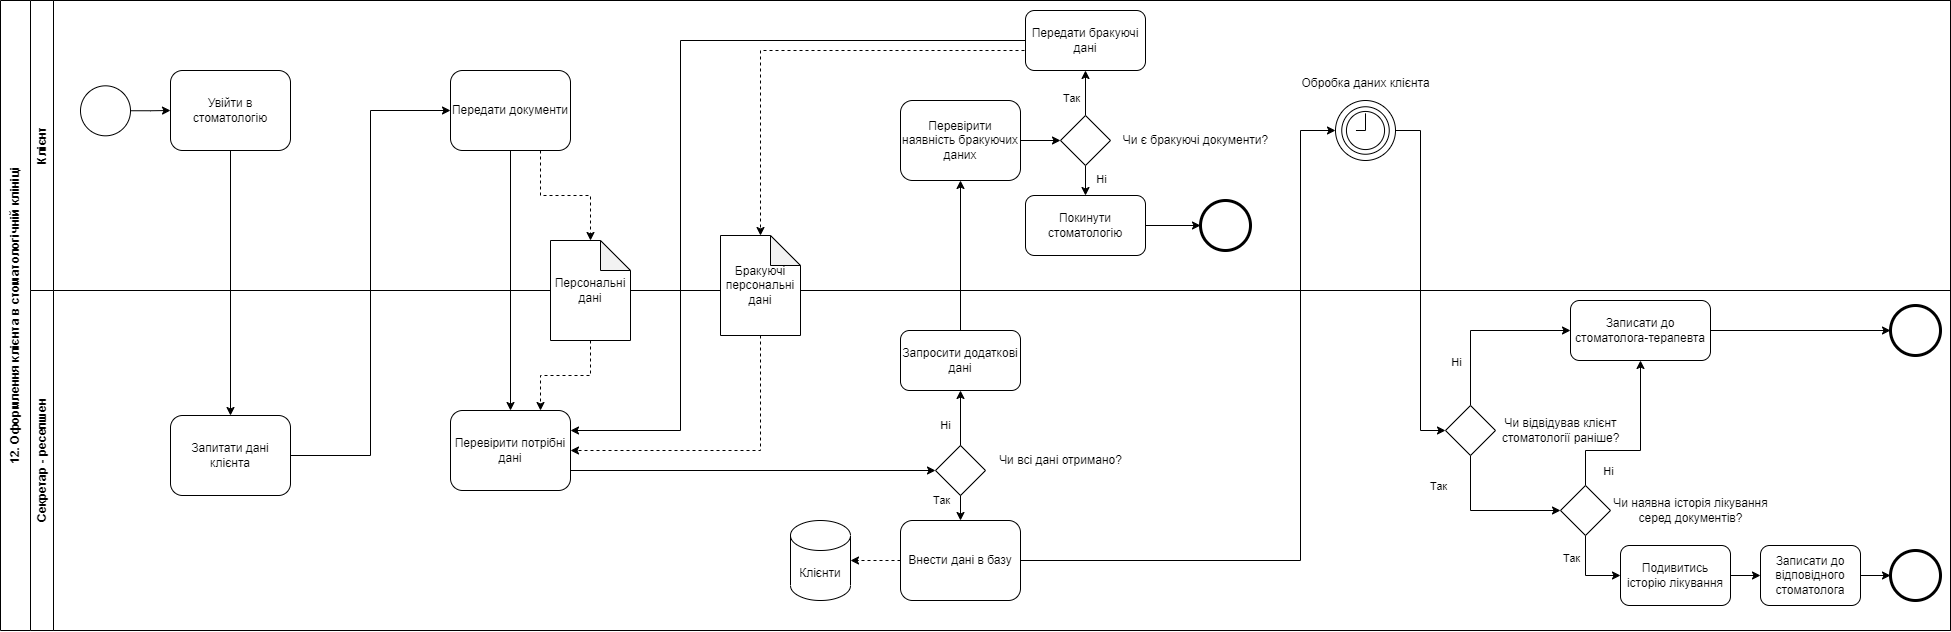 12. Оформлення клієнта в стоматологічній клініці
Клієнт
Секретар - ресепшен
Увійти в
стоматологію
Передати документи
Персональні
дані
Бракуючі
персональні
дані
Запитати дані
клієнта
Перевірити потрібні
дані
Чи всі дані отримано?
Ні
Так
Запросити додаткові
дані
Внести дані в базу
Клієнти
Перевірити
наявність бракуючих
даних
Чи є бракуючі документи?
Так
Ні
Передати бракуючі
дані
Покинути
стоматологію
Обробка даних клієнта
Чи відвідував клієнт
стоматології раніше?
Ні
Так
Записати до
стоматолога-терапевта
Чи наявна історія лікування
серед документів?
Ні
Так
Подивитись
історію лікування
Записати до
відповідного
стоматолога